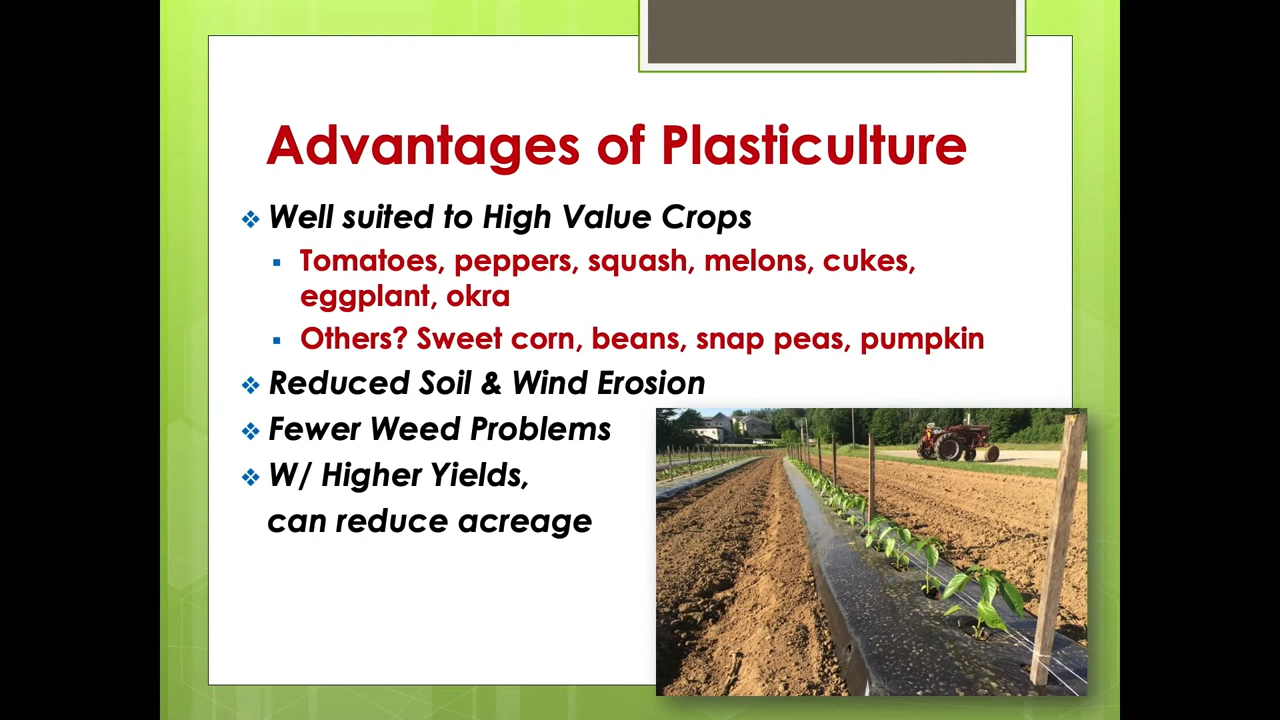 Advantages of Plasticulture
Well suited to High Value Crops
Tomatoes, peppers, squash, melons, cukes,
eggplant, okra
Others? Sweet corn, beans, snap peas, pumpkin
Reduced Soil & Wind Erosion
Fewer Weed Problems
W/ Higher Yields,
can reduce acreage